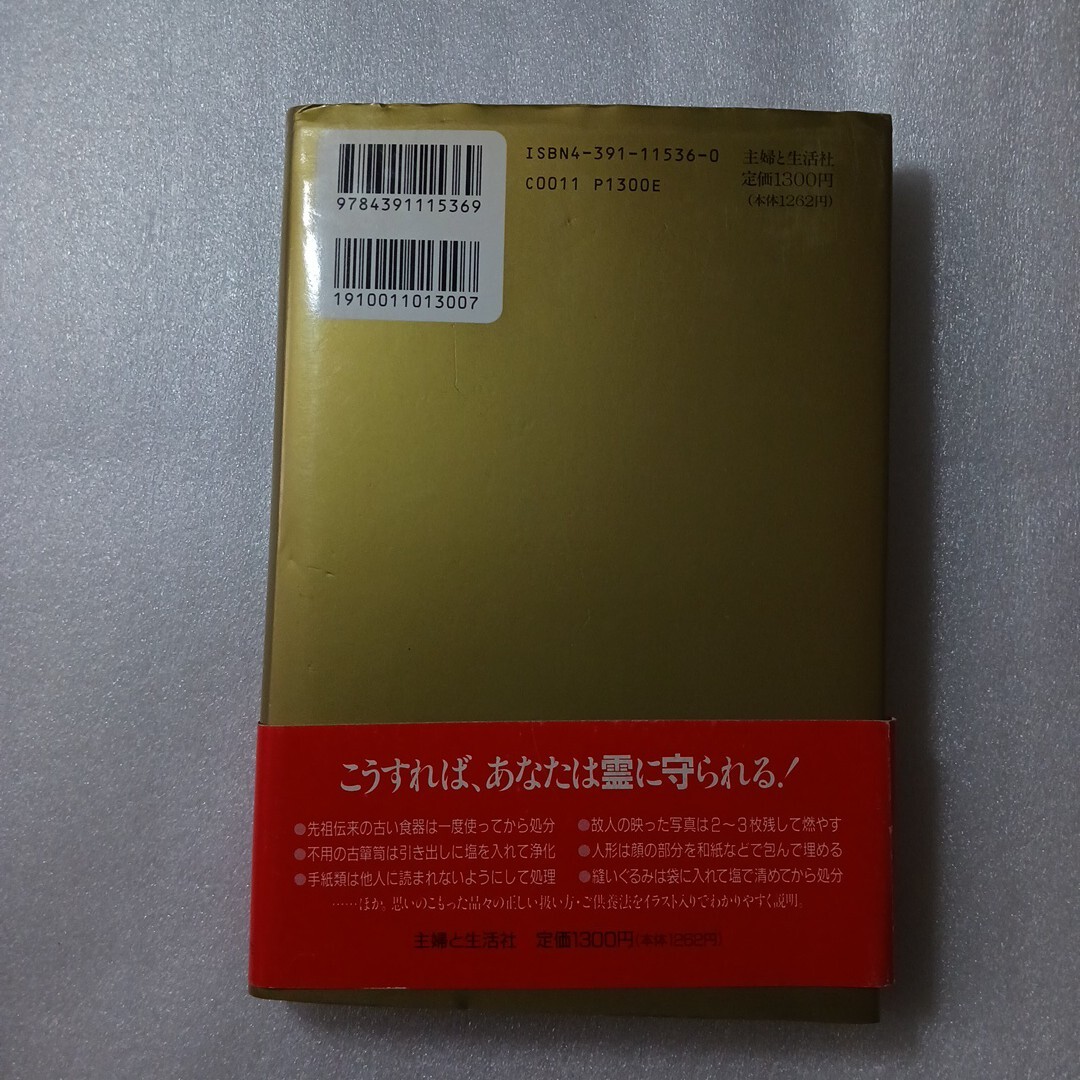 9784391115369
1910011013007
ISBN4-391-11536-0
C0011 P1300E
主婦と生活社
定価1300円
(本体1262円)
こうすれば、あなたは霊に守られる!
●先祖伝来の古い食器は一度使ってから処分
●不用の古簞笥は引き出しに塩を入れて浄化
●手紙類は他人に読まれないようにして処理
●故人の映った写真は2〜3枚残して燃やす
●人形は顔の部分を和紙などで包んで埋める
●縫いぐるみは袋に入れて塩で清めてから処分
……ほか。思いのこもった品々の正しい扱い方・ご供養法をイラスト入りでわかりやすく説明。
主婦と生活社 定価1300円(本体1262円)